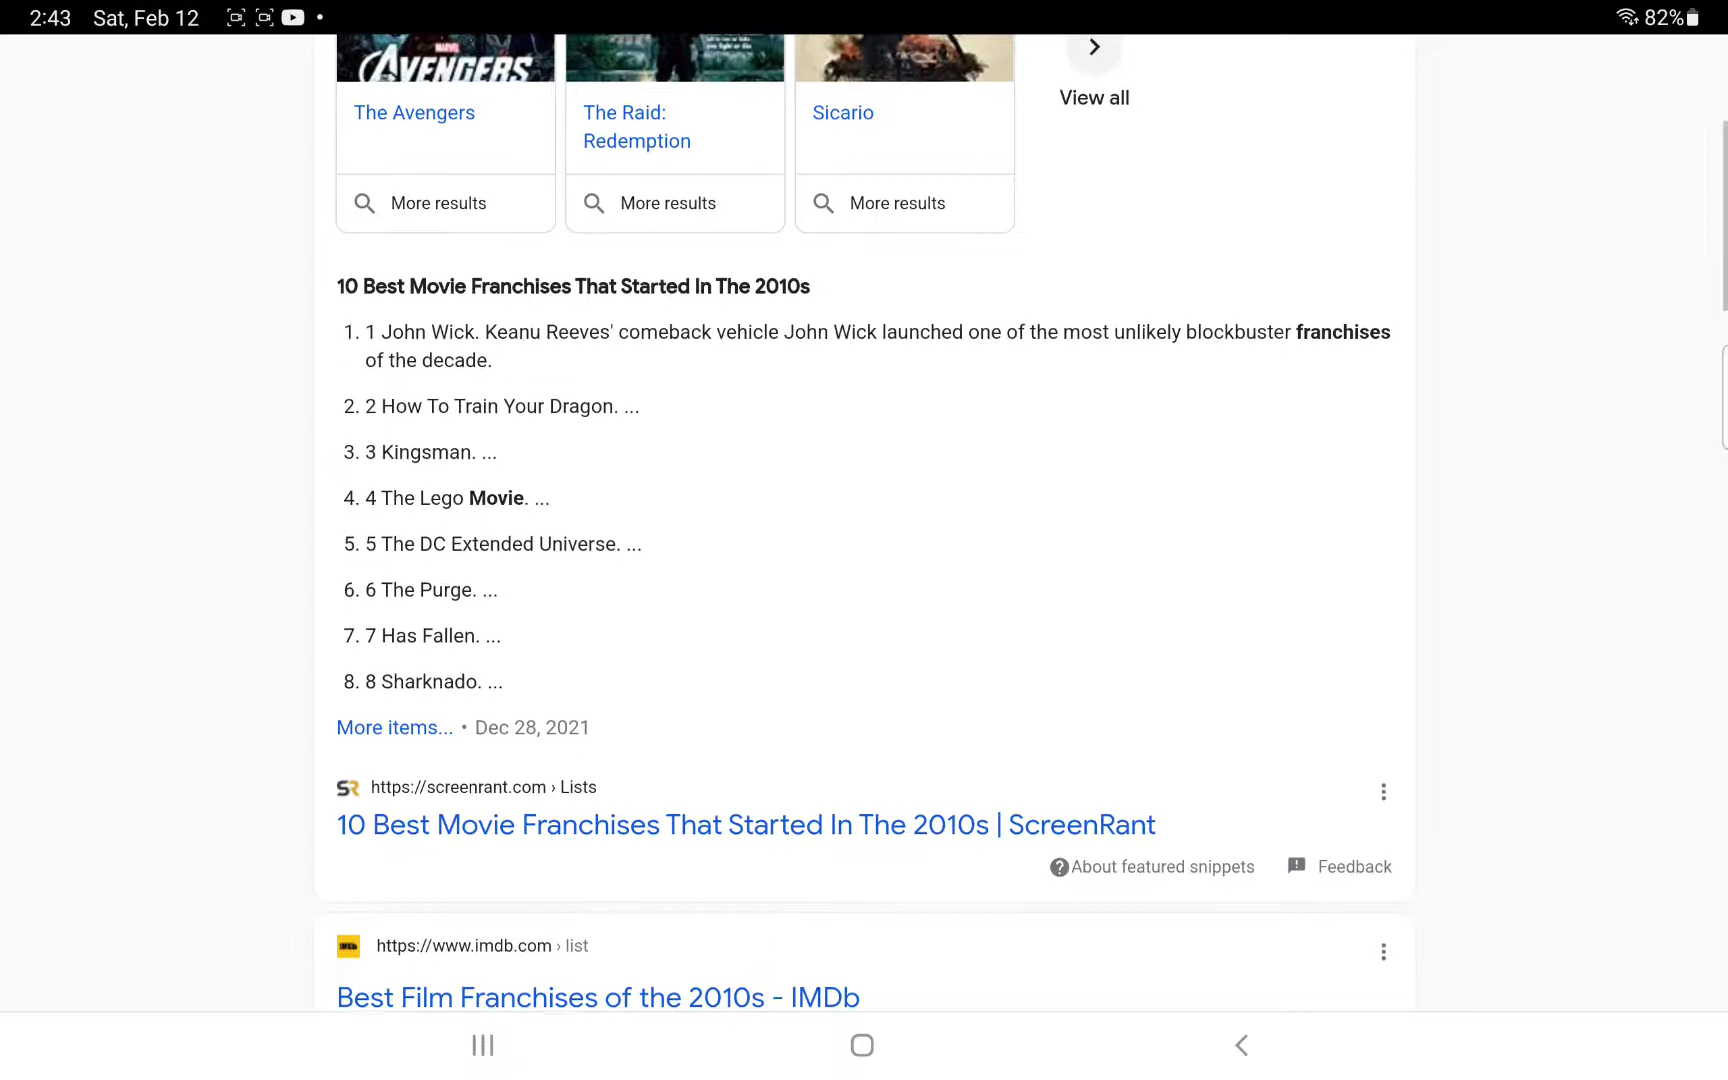 2:43 Sat, Feb 12 82%
MARVEL
AVENGERS
The Avengers
The Raid:
Redemption
Sicario
View all
More results
More results
More results
10 Best Movie Franchises That Started In The 2010s
1. 1 John Wick. Keanu Reeves' comeback vehicle John Wick launched one of the most unlikely blockbuster franchises
of the decade.
2. 2 How To Train Your Dragon. ...
3. 3 Kingsman. ...
4. 4 The Lego Movie. ...
5. 5 The DC Extended Universe. ...
6. 6 The Purge. ...
7. 7 Has Fallen. ...
8. 8 Sharknado. ...
More items... • Dec 28, 2021
SR https://screenrant.com › Lists
10 Best Movie Franchises That Started In The 2010s | ScreenRant
About featured snippets Feedback
IMDb https://www.imdb.com › list
Best Film Franchises of the 2010s - IMDb